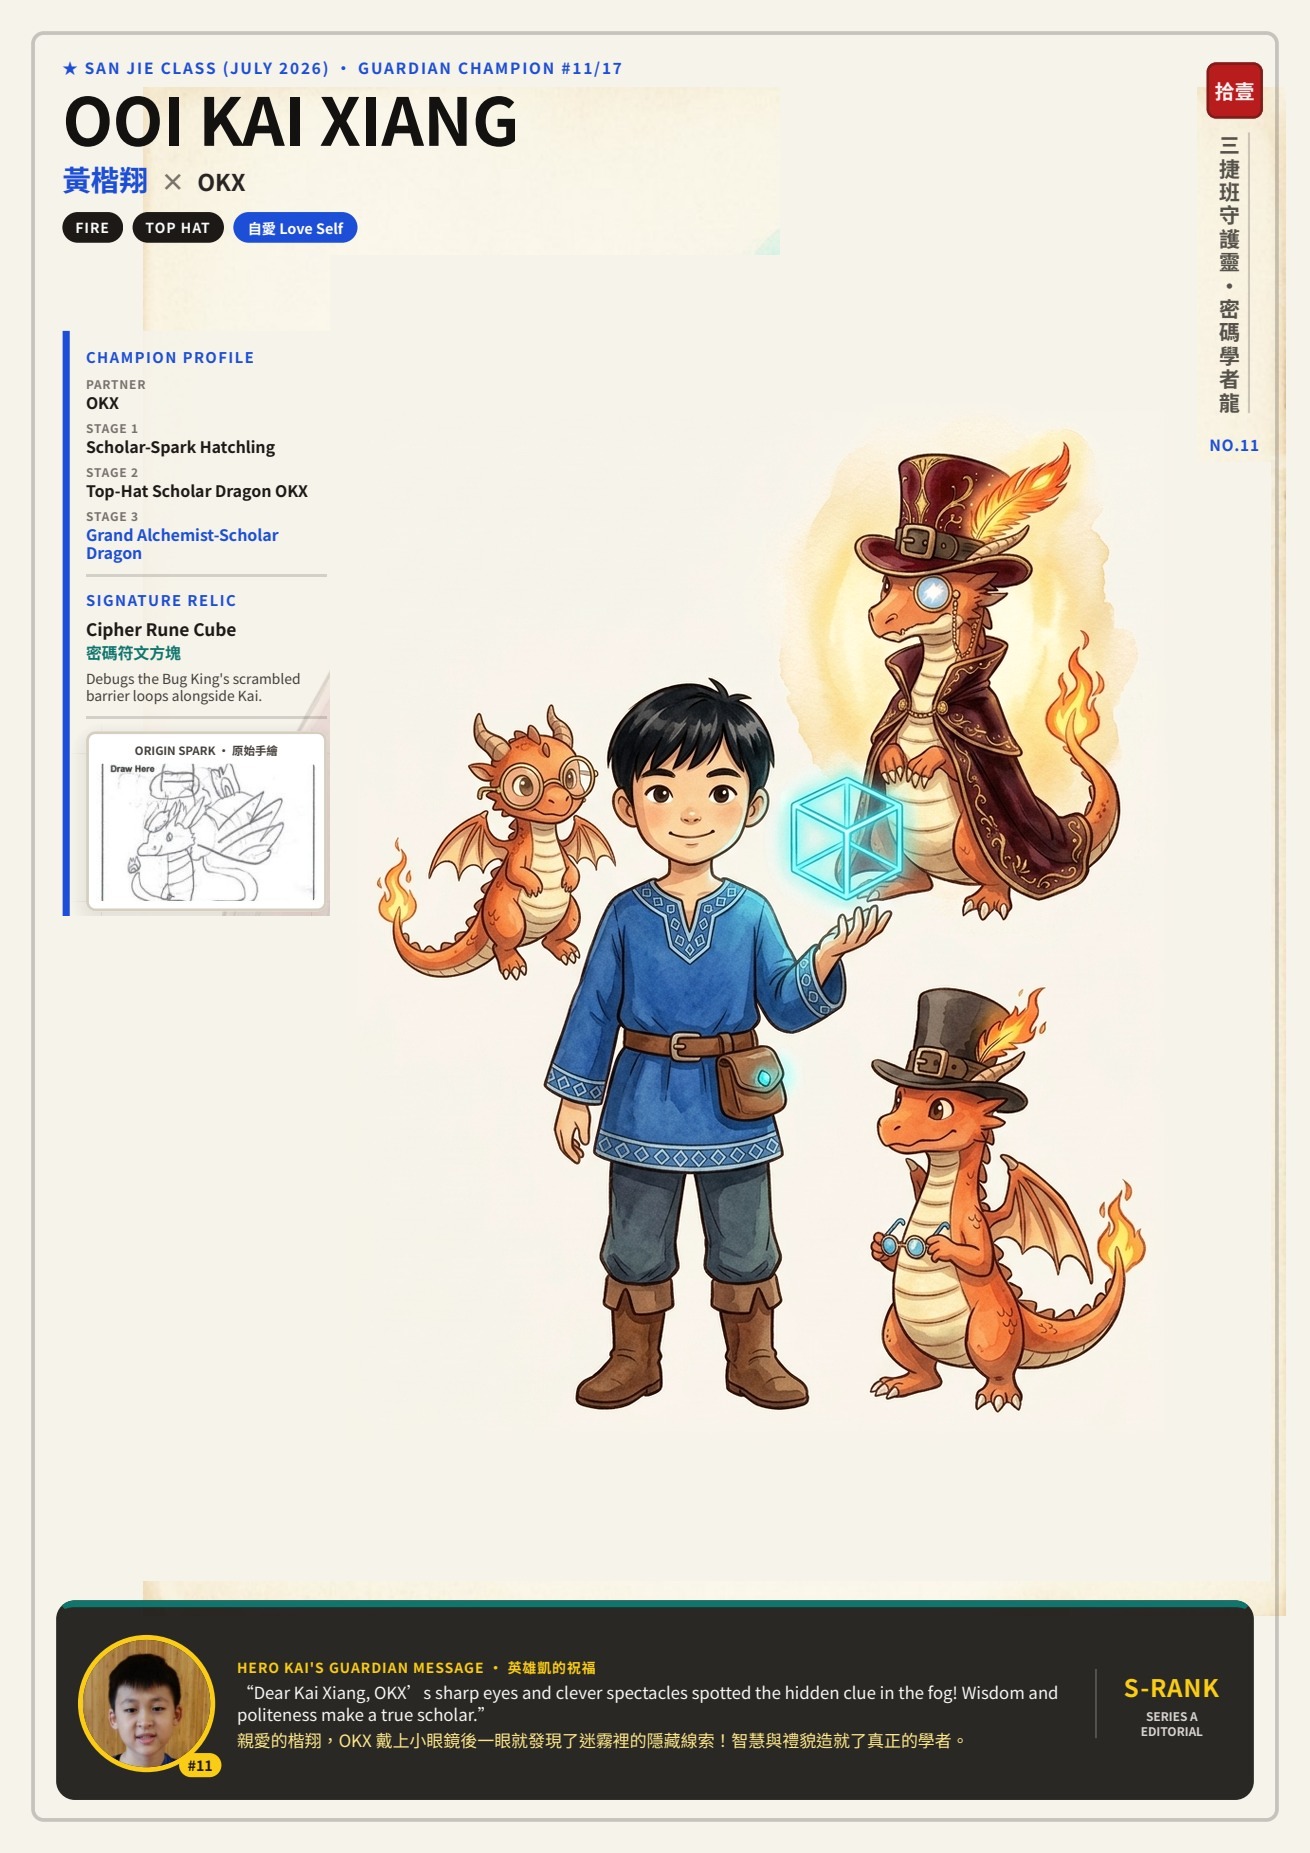 ★ SAN JIE CLASS (JULY 2026) • GUARDIAN CHAMPION #11/17
OOI KAI XIANG
黃楷翔 × OKX
FIRE TOP HAT 自愛 Love Self
拾壹
三捷班守護靈・密碼學者龍
NO.11
CHAMPION PROFILE
PARTNER
OKX
STAGE 1
Scholar-Spark Hatchling
STAGE 2
Top-Hat Scholar Dragon OKX
STAGE 3
Grand Alchemist-Scholar
Dragon
SIGNATURE RELIC
Cipher Rune Cube
密碼符文方塊
Debugs the Bug King's scrambled
barrier loops alongside Kai.
ORIGIN SPARK • 原始手繪
Draw Here
HERO KAI'S GUARDIAN MESSAGE • 英雄凱的祝福
“Dear Kai Xiang, OKX’s sharp eyes and clever spectacles spotted the hidden clue in the fog! Wisdom and
politeness make a true scholar.”
親愛的楷翔，OKX 戴上小眼鏡後一眼就發現了迷霧裡的隱藏線索！智慧與禮貌造就了真正的學者。
#11
S-RANK
SERIES A
EDITORIAL